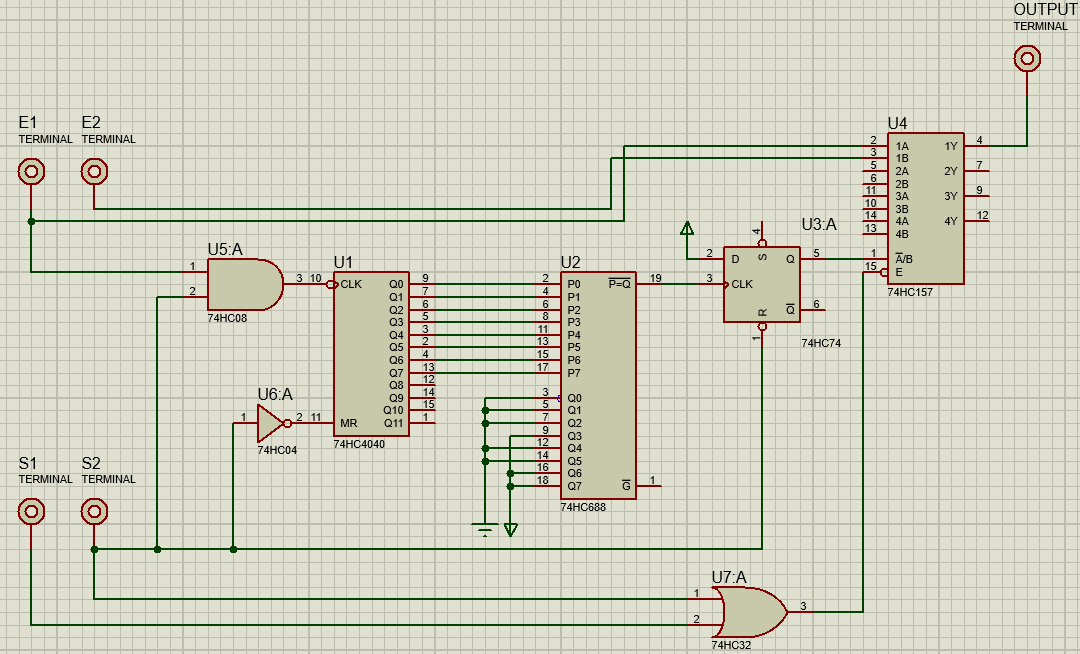 OUTPUT
TERMINAL
E1
TERMINAL
E2
TERMINAL
U4
2 1A 1Y 4
3 1B
5 2A 2Y 7
6 2B
11 3A 3Y 9
10 3B
14 4A 4Y 12
13 4B
1 A/B
15 E
74HC157
U3:A
4
2 D S Q 5
3 CLK
R Q 6
1
74HC74
U5:A
1
2
3
74HC08
U1
10 CLK Q0 9
Q1 7
Q2 6
Q3 5
Q4 3
Q5 2
Q6 4
Q7 13
Q8 12
Q9 14
Q10 15
11 MR Q11 1
74HC4040
U2
2 P0 P=Q 19
4 P1
6 P2
8 P3
11 P4
13 P5
15 P6
17 P7
3 Q0
5 Q1
7 Q2
9 Q3
12 Q4
14 Q5
16 Q6
18 Q7 G 1
74HC688
U6:A
1 2
74HC04
S1
TERMINAL
S2
TERMINAL
U7:A
1
2
3
74HC32